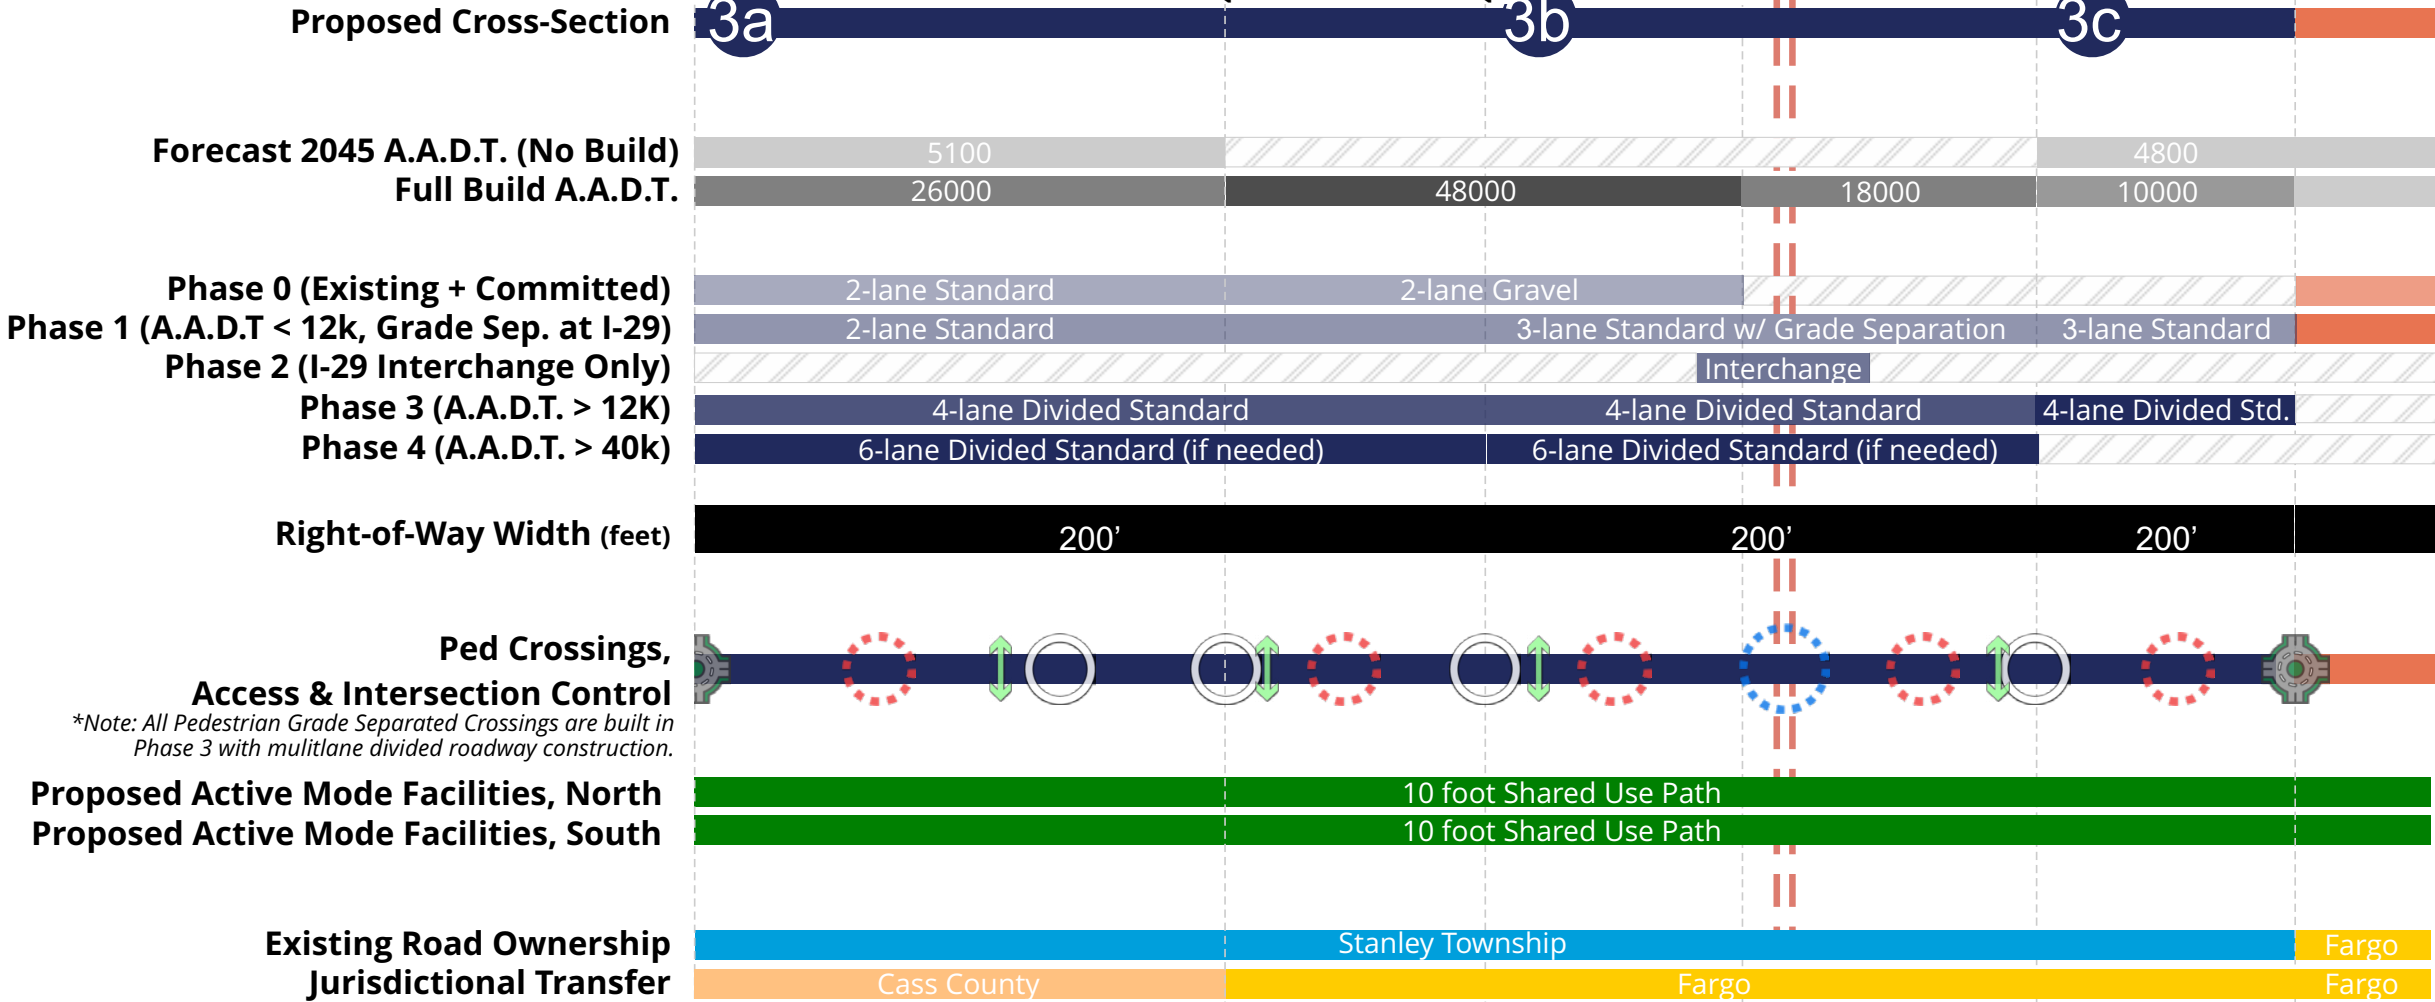 Proposed Cross-Section 3a 3b 3c
Forecast 2045 A.A.D.T. (No Build) 5100 4800
Full Build A.A.D.T. 26000 48000 18000 10000
Phase 0 (Existing + Committed) 2-lane Standard 2-lane Gravel
Phase 1 (A.A.D.T < 12k, Grade Sep. at I-29) 2-lane Standard 3-lane Standard w/ Grade Separation 3-lane Standard
Phase 2 (I-29 Interchange Only) Interchange
Phase 3 (A.A.D.T. > 12K) 4-lane Divided Standard 4-lane Divided Standard 4-lane Divided Std.
Phase 4 (A.A.D.T. > 40k) 6-lane Divided Standard (if needed) 6-lane Divided Standard (if needed)
Right-of-Way Width (feet) 200’ 200’ 200’
Ped Crossings,
Access & Intersection Control
*Note: All Pedestrian Grade Separated Crossings are built in
Phase 3 with mulitlane divided roadway construction.
Proposed Active Mode Facilities, North 10 foot Shared Use Path
Proposed Active Mode Facilities, South 10 foot Shared Use Path
Existing Road Ownership Stanley Township Fargo
Jurisdictional Transfer Cass County Fargo Fargo